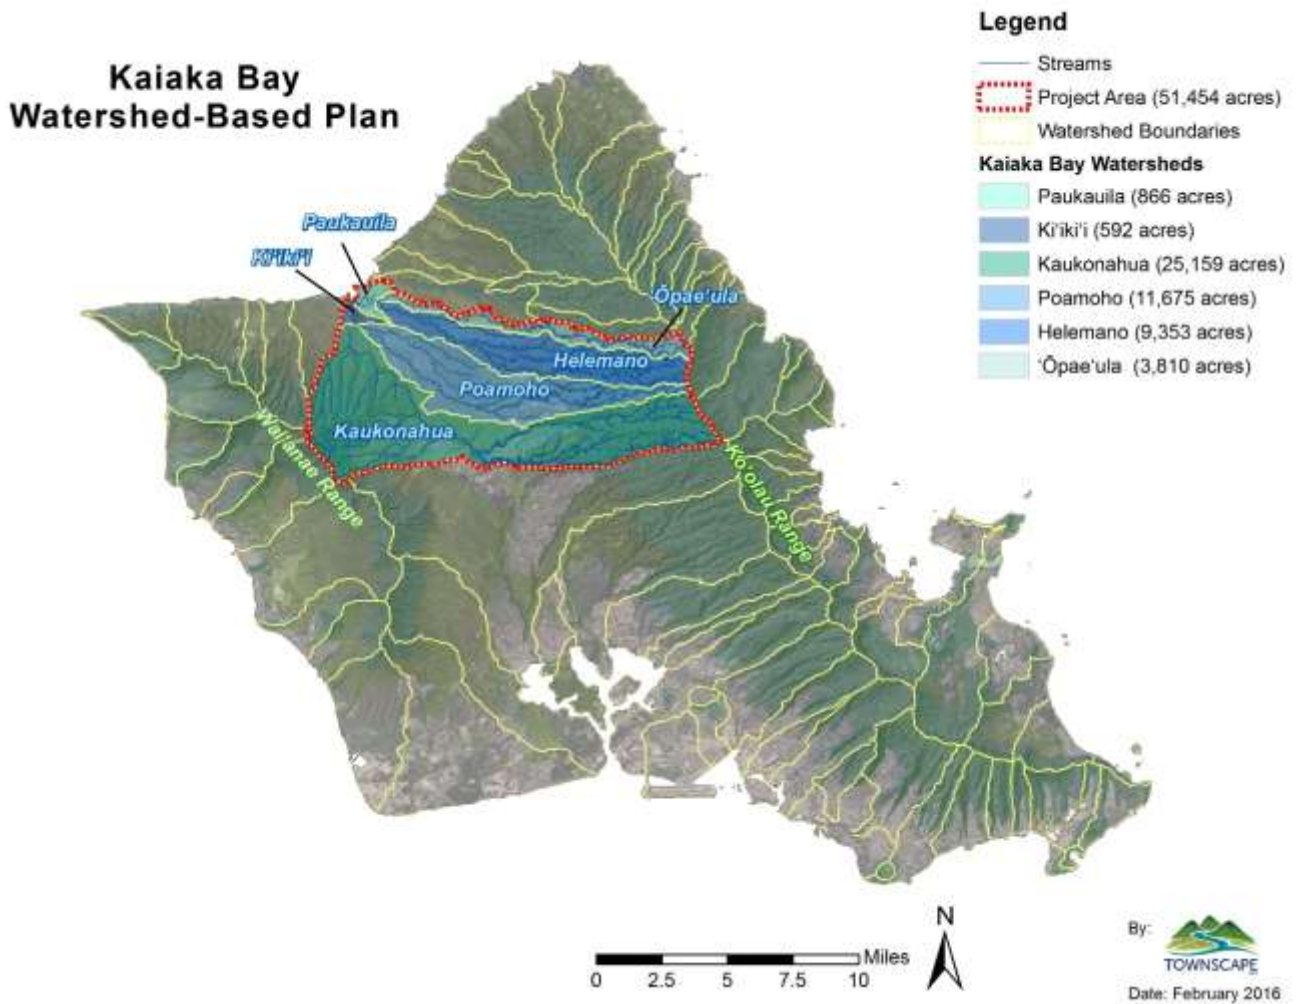 Kaiaka Bay
Watershed-Based Plan
Legend
Streams
Project Area (51,454 acres)
Watershed Boundaries
Kaiaka Bay Watersheds
Paukauila (866 acres)
Ki'iki'i (592 acres)
Kaukonahua (25,159 acres)
Poamoho (11,675 acres)
Helemano (9,353 acres)
'Ōpae'ula (3,810 acres)
Paukauila
Ki'iki'i
'Ōpae'ula
Helemano
Poamoho
Kaukonahua
Wai'anae Range
Ko'olau Range
N
Miles
0 2.5 5 7.5 10
By:
TOWNSCAPE
Date: February 2016